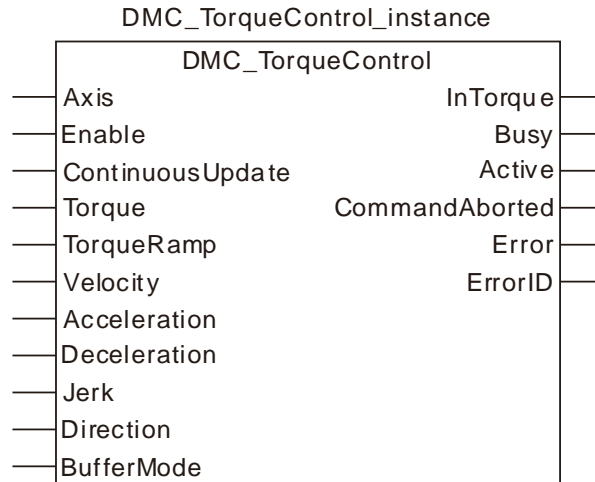 DMC_TorqueControl_instance
DMC_TorqueControl
Axis InTorque
Enable Busy
ContinuousUpdate Active
Torque CommandAborted
TorqueRamp Error
Velocity ErrorID
Acceleration
Deceleration
Jerk
Direction
BufferMode